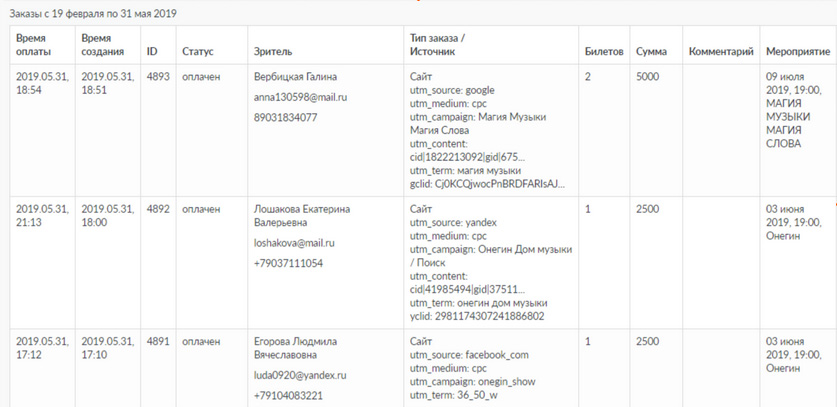 Заказы с 19 февраля по 31 мая 2019
Время оплаты
Время создания
ID
Статус
Зритель
Тип заказа / Источник
Билетов
Сумма
Комментарий
Мероприятие
2019.05.31, 18:54
2019.05.31, 18:51
4893
оплачен
Вербицкая Галина
anna130598@mail.ru
89031834077
Сайт
utm_source: google
utm_medium: cpc
utm_campaign: Магия Музыки
Магия Слова
utm_content:
cid|1822213092|gid|675...
utm_term: магия музыки
gclid: Cj0KCQjwocPnBRDFARIsAJ...
2
5000
09 июля
2019, 19:00,
МАГИЯ
МУЗЫКИ
МАГИЯ
СЛОВА
2019.05.31, 21:13
2019.05.31, 18:00
4892
оплачен
Лошакова Екатерина
Валерьевна
loshakova@mail.ru
+79037111054
Сайт
utm_source: yandex
utm_medium: cpc
utm_campaign: Онегин Дом музыки
/ Поиск
utm_content:
cid|41985494|gid|37511...
utm_term: онегин дом музыки
yclid: 2981174307241886802
1
2500
03 июня
2019, 19:00,
Онегин
2019.05.31, 17:12
2019.05.31, 17:10
4891
оплачен
Егорова Людмила
Вячеславовна
luda0920@yandex.ru
+79104083221
Сайт
utm_source: facebook_com
utm_medium: cpc
utm_campaign: onegin_show
utm_term: 36_50_w
1
2500
03 июня
2019, 19:00,
Онегин